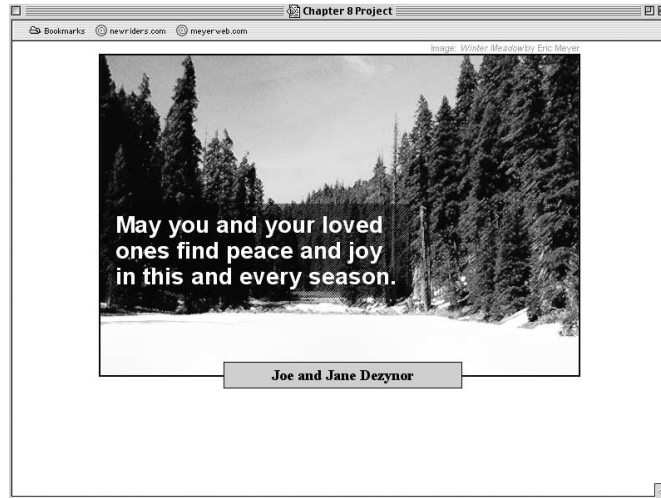 Chapter 8 Project
Bookmarks newriders.com meyerweb.com
Image: Winter Meadow by Eric Meyer
May you and your loved
ones find peace and joy
in this and every season.
Joe and Jane Dezynor